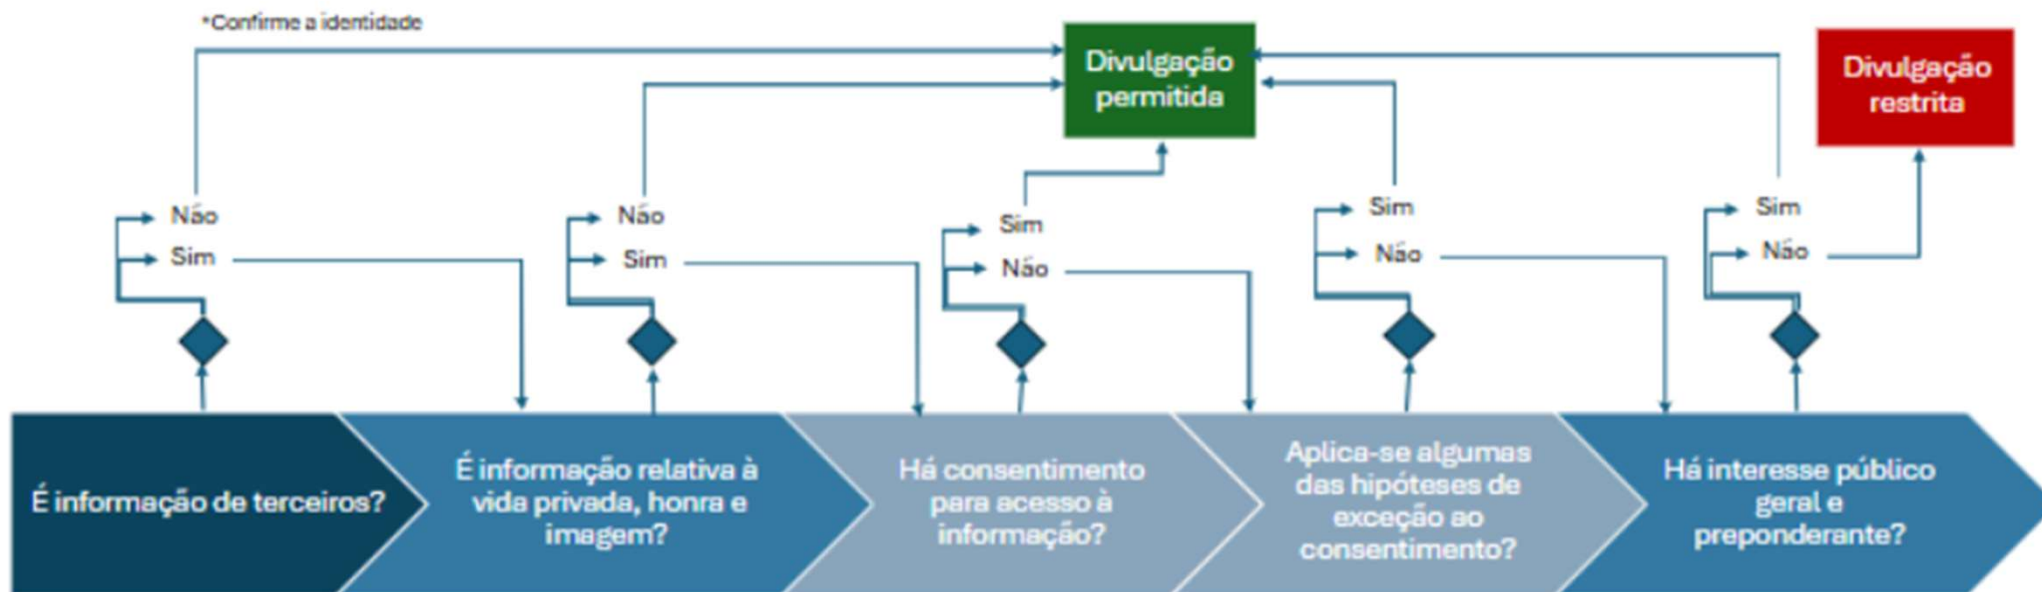 *Confirme a identidade
Divulgação
permitida
Divulgação
restrita
Não
Sim
Não
Sim
Sim
Não
Sim
Não
Sim
Não
É informação de terceiros?
É informação relativa à
vida privada, honra e
imagem?
Há consentimento
para acesso à
informação?
Aplica-se algumas
das hipóteses de
exceção ao
consentimento?
Há interesse público
geral e
preponderante?